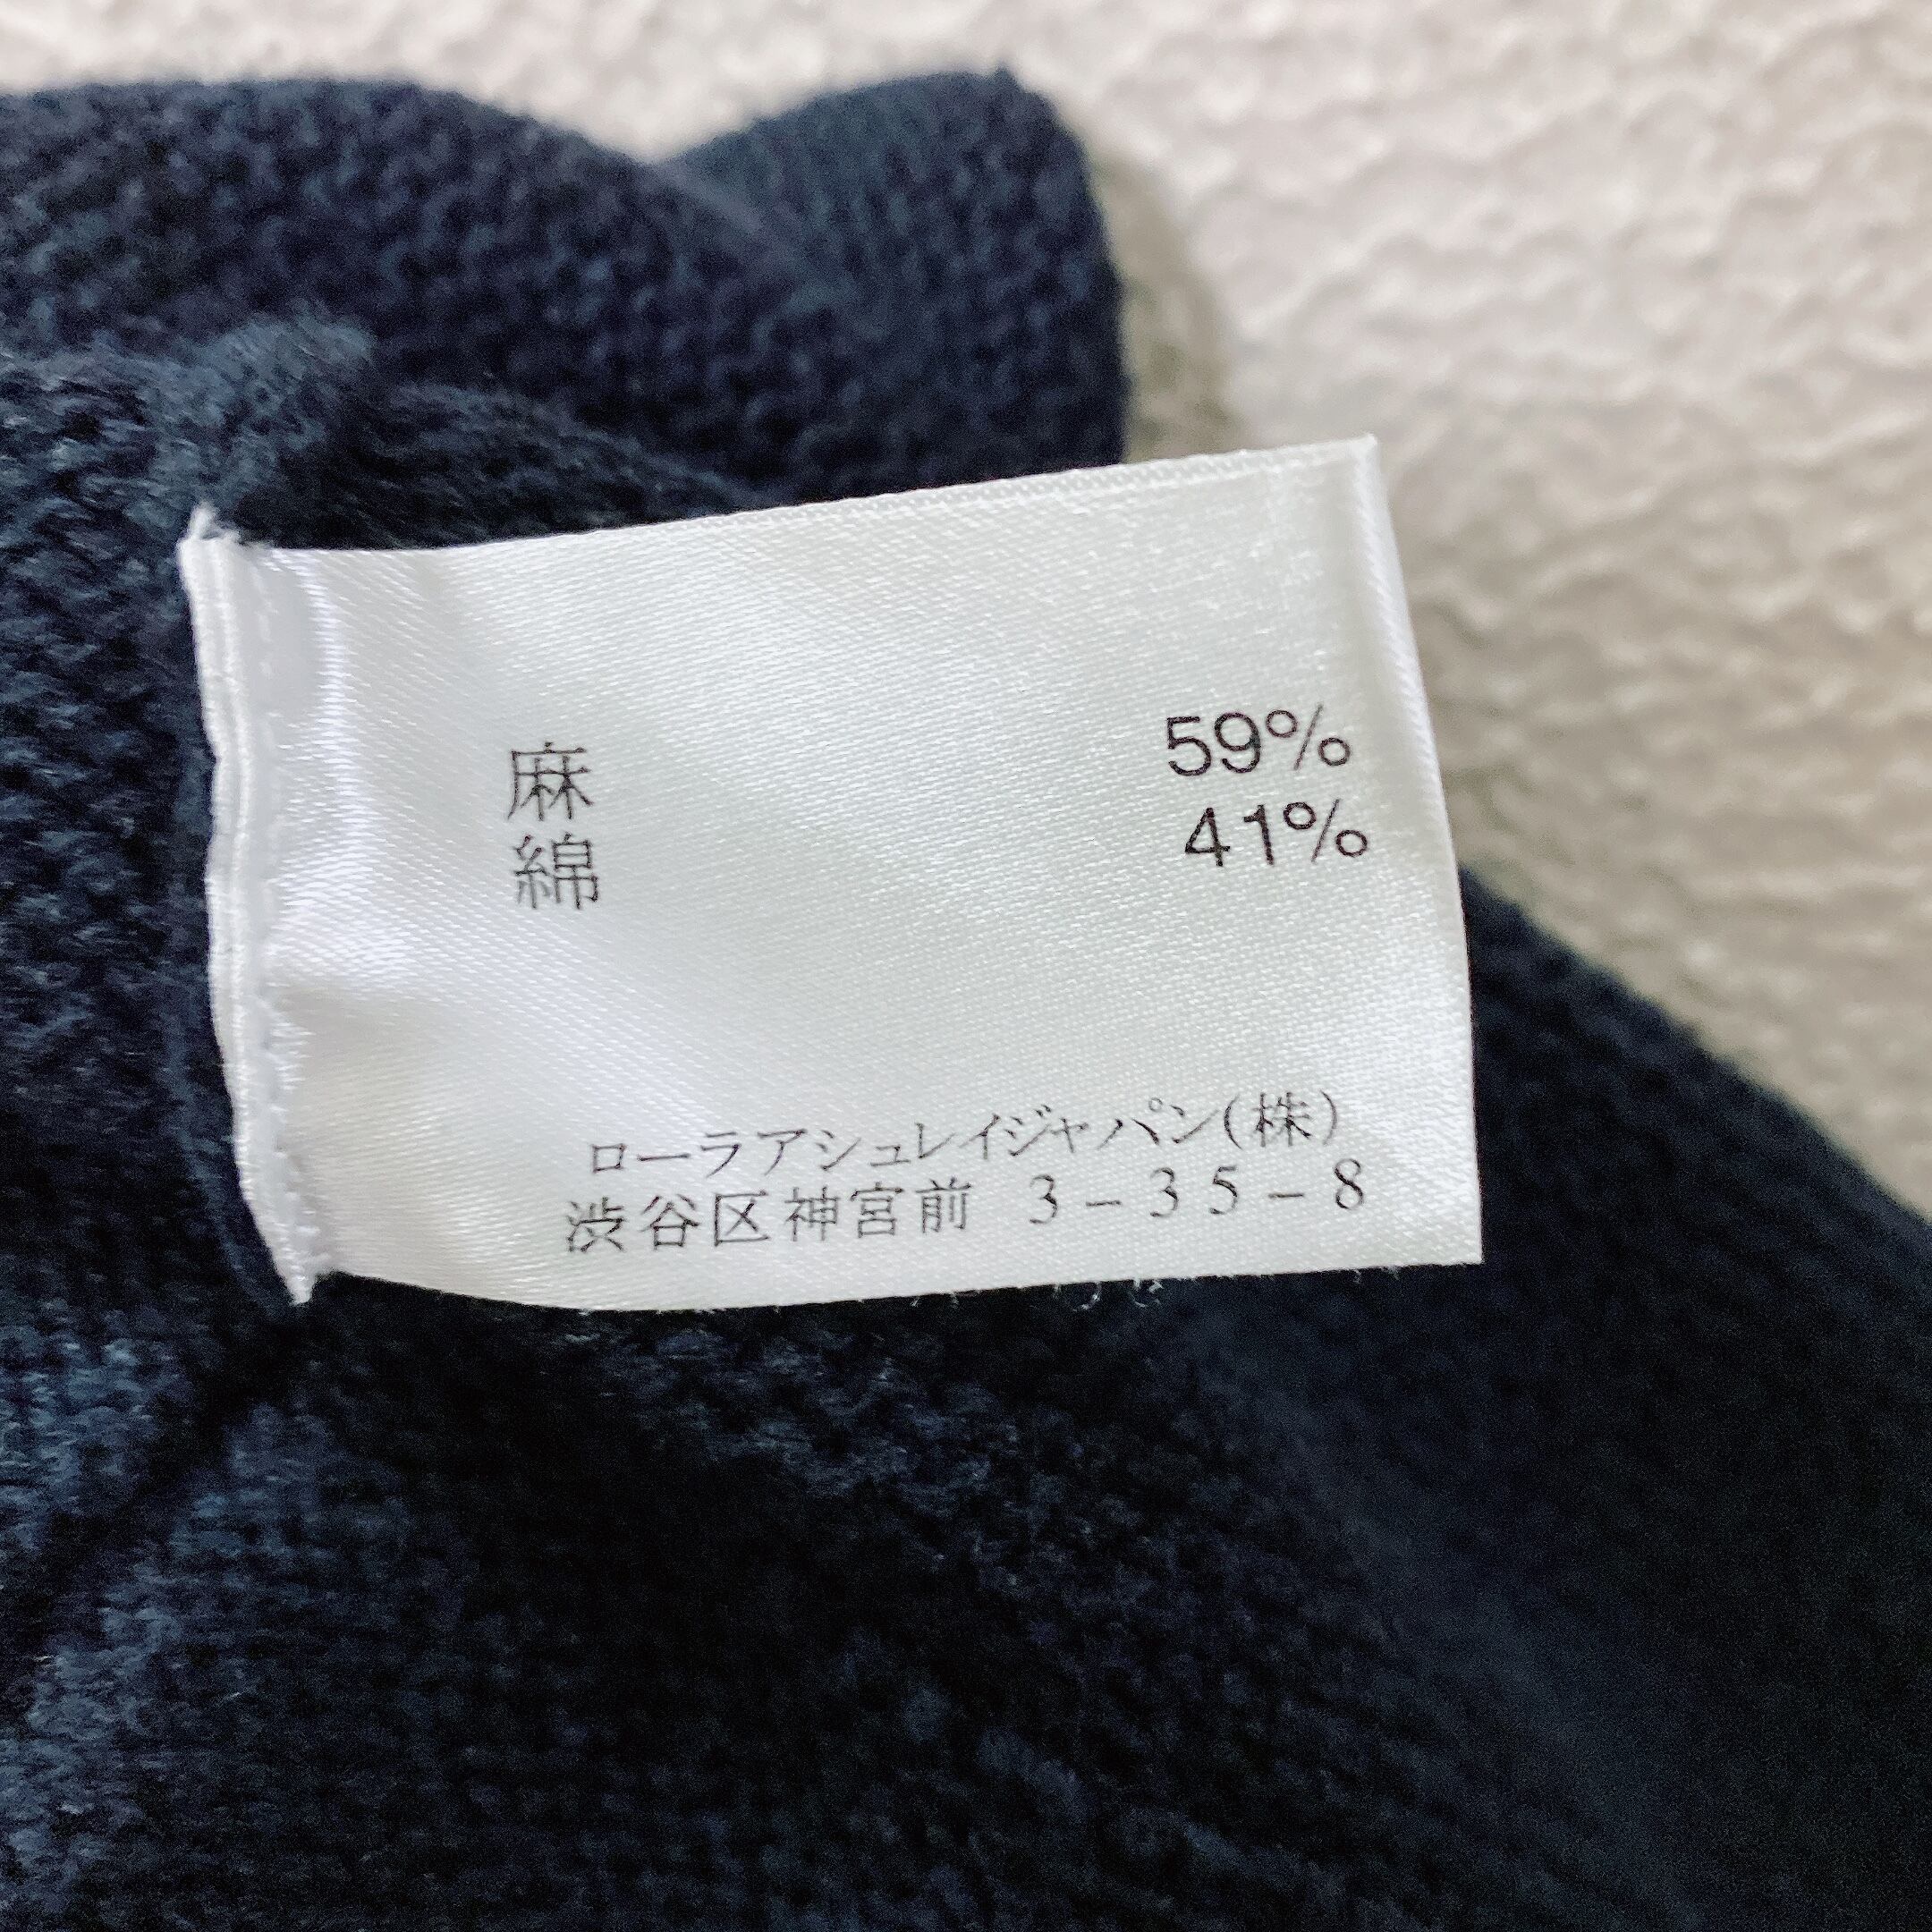 麻 59%
綿 41%
ローラアシュレイジャパン(株)
渋谷区神宮前 3-35-8